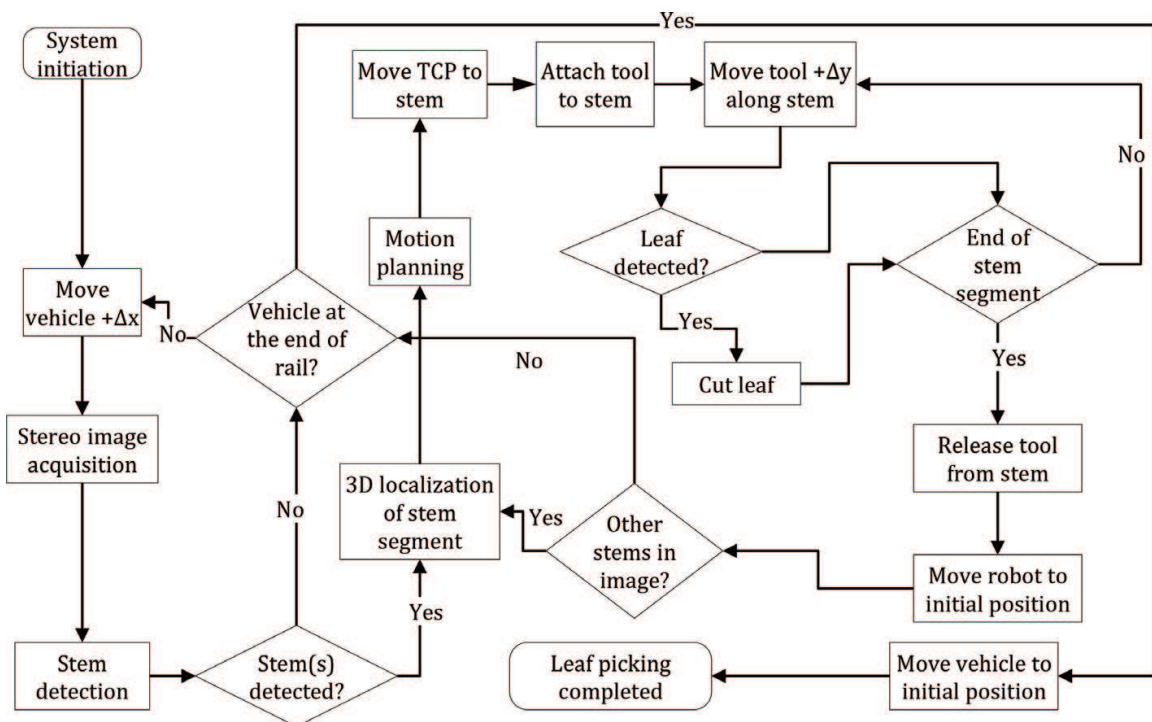 System
initiation
Move
vehicle +Δx
Stereo image
acquisition
Stem
detection
Stem(s)
detected?
No
Yes
Vehicle at
the end of
rail?
No
Yes
3D localization
of stem
segment
Motion
planning
Move TCP to
stem
Attach tool
to stem
Move tool +Δy
along stem
Leaf
detected?
Yes
Cut leaf
End of
stem
segment
No
Yes
Release tool
from stem
Move robot to
initial position
Other
stems in
image?
Yes
No
Move vehicle to
initial position
Leaf picking
completed